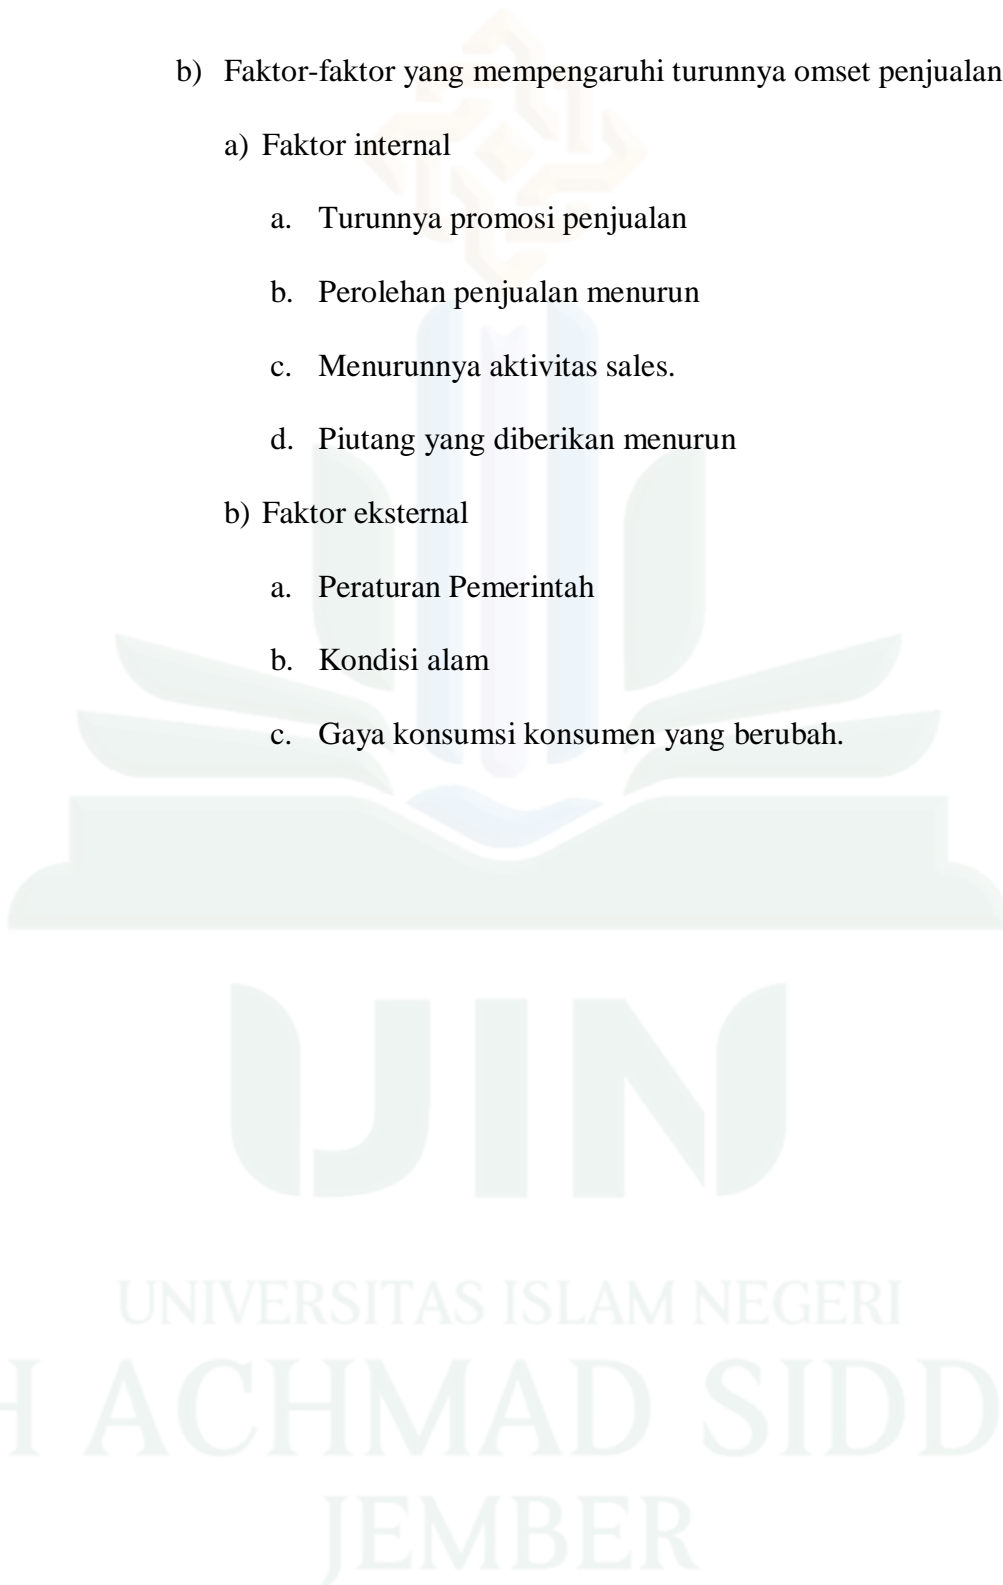 b) Faktor-faktor yang mempengaruhi turunnya omset penjualan
a) Faktor internal
a. Turunnya promosi penjualan
b. Perolehan penjualan menurun
c. Menurunnya aktivitas sales.
d. Piutang yang diberikan menurun
b) Faktor eksternal
a. Peraturan Pemerintah
b. Kondisi alam
c. Gaya konsumsi konsumen yang berubah.
UIN
UNIVERSITAS ISLAM NEGERI
H ACHMAD SIDD
JEMBER